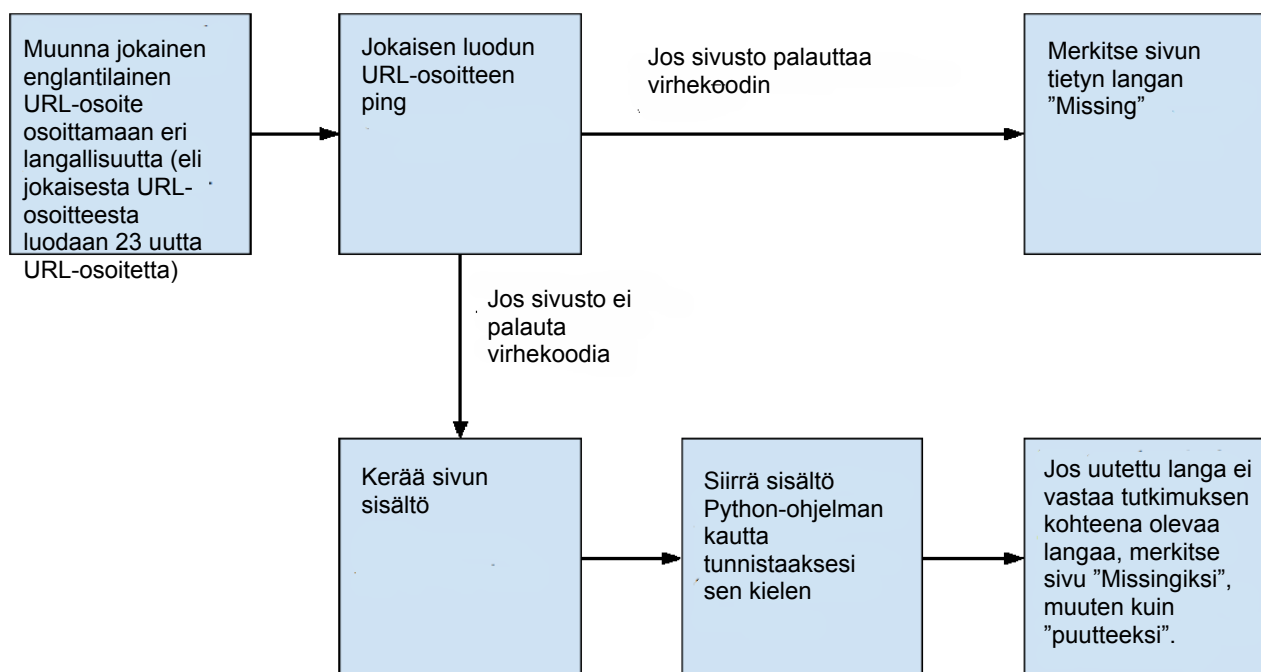 Muunna jokainen
englantilainen
URL-osoite
osoittamaan eri
langallisuutta (eli
jokaisesta URL-
osoitteesta
luodaan 23 uutta
URL-osoitetta)
Jokaisen luodun
URL-osoitteen
ping
Jos sivusto palauttaa
virhekoodin
Merkitse sivun
tietyn langan
”Missing”
Jos sivusto ei
palauta
virhekoodia
Kerää sivun
sisältö
Siirrä sisältö
Python-ohjelman
kautta
tunnistaaksesi
sen kielen
Jos uutettu langa ei
vastaa tutkimuksen
kohteena olevaa
langaa, merkitse
sivu ”Missingiksi”,
muuten kuin
”puutteeksi”.